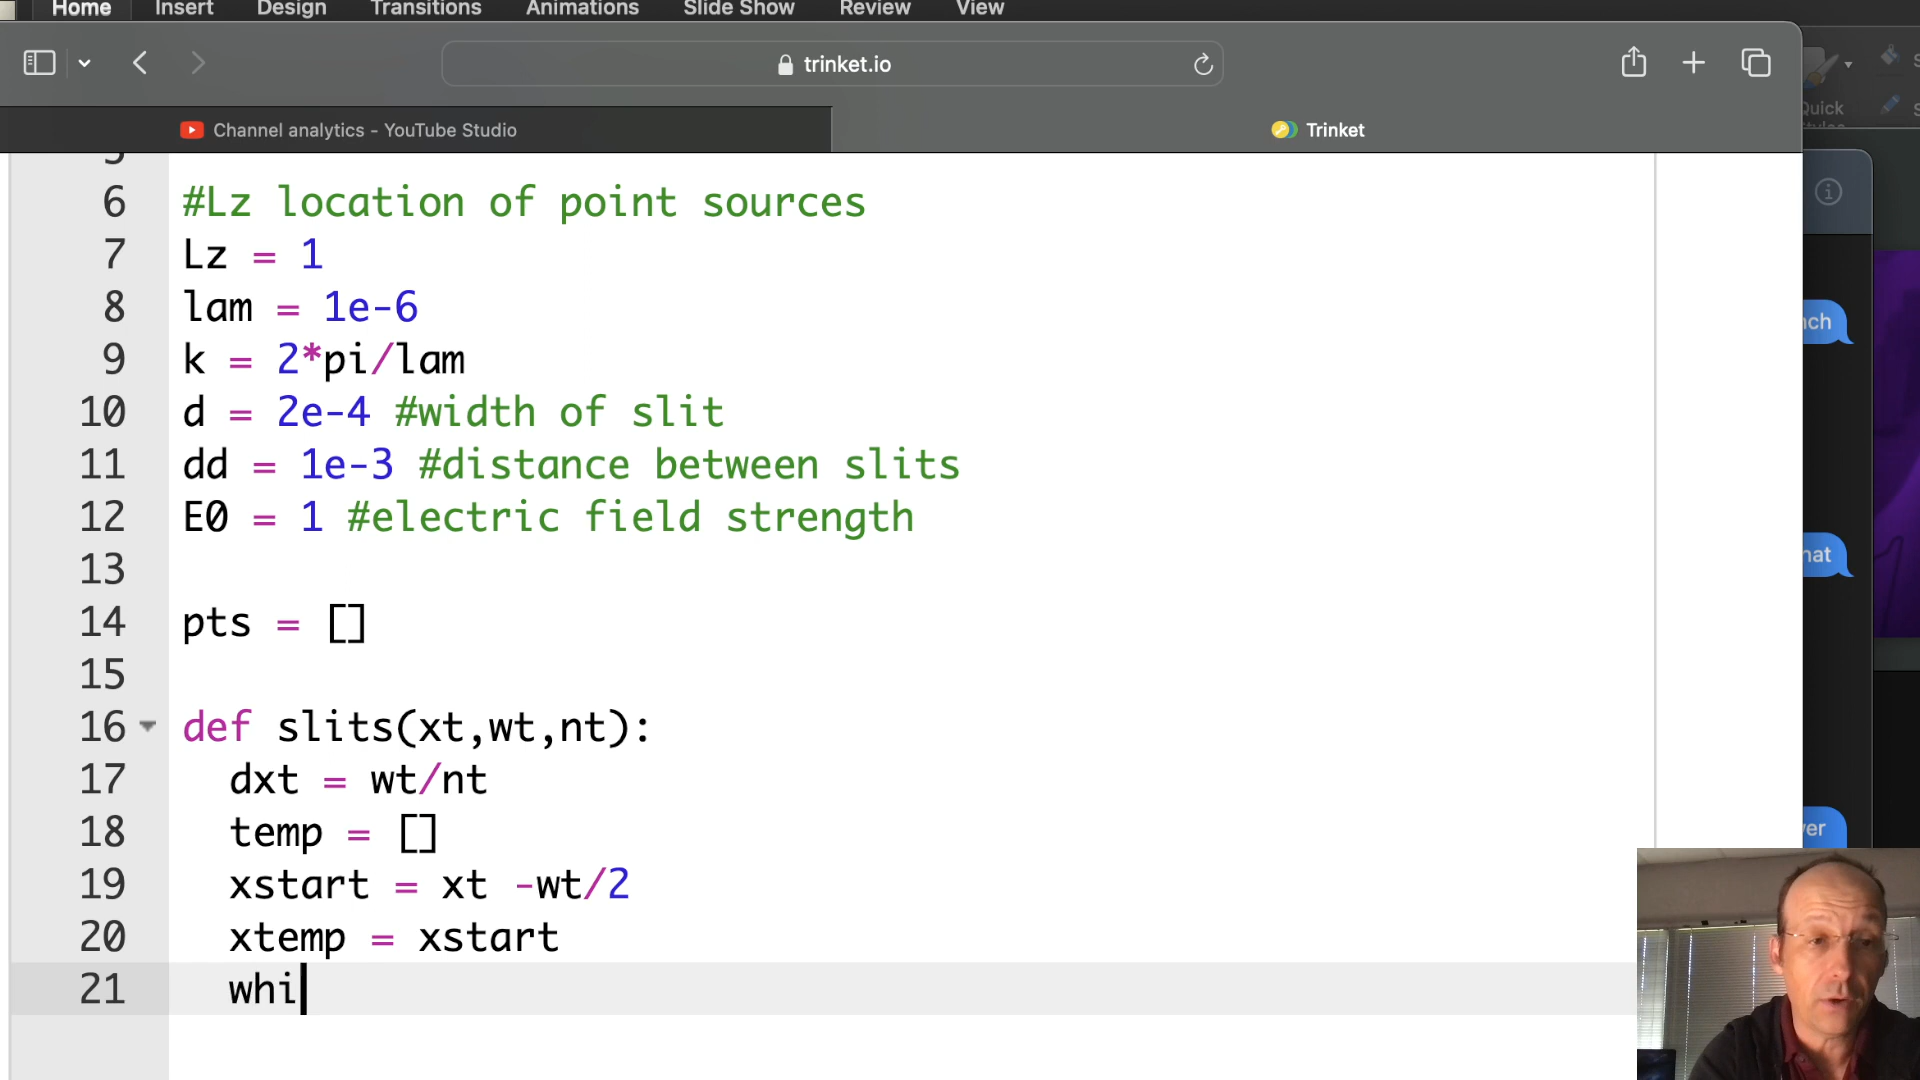 Home Insert Design Transitions Animations Slide Show Review View
trinket.io
Quick
Channel analytics - YouTube Studio
Trinket
6 #Lz location of point sources
7 Lz = 1
8 lam = 1e-6
9 k = 2*pi/lam
10 d = 2e-4 #width of slit
11 dd = 1e-3 #distance between slits
12 E0 = 1 #electric field strength
13
14 pts = []
15
16 def slits(xt,wt,nt):
17 dxt = wt/nt
18 temp = []
19 xstart = xt -wt/2
20 xtemp = xstart
21 whi